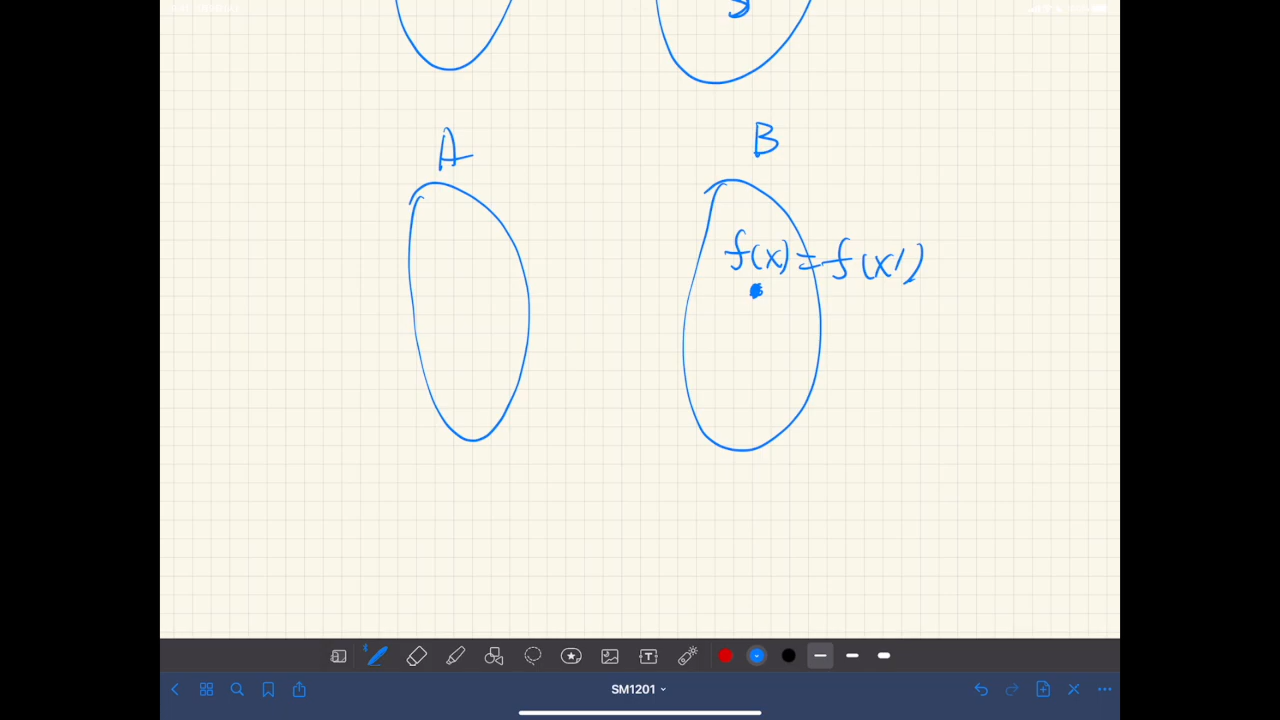 A
B
f(x) = f(x')
SM1201